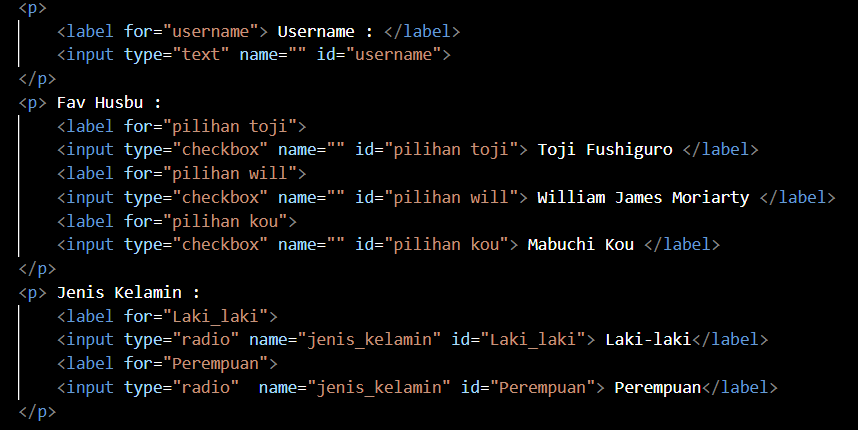 <p>
<label for="username"> Username : </label>
<input type="text" name="" id="username">
</p>
<p> Fav Husbu :
<label for="pilihan toji">
<input type="checkbox" name="" id="pilihan toji"> Toji Fushiguro </label>
<label for="pilihan will">
<input type="checkbox" name="" id="pilihan will"> William James Moriarty </label>
<label for="pilihan kou">
<input type="checkbox" name="" id="pilihan kou"> Mabuchi Kou </label>
</p>
<p> Jenis Kelamin :
<label for="Laki_laki">
<input type="radio" name="jenis_kelamin" id="Laki_laki"> Laki-laki</label>
<label for="Perempuan">
<input type="radio"  name="jenis_kelamin" id="Perempuan"> Perempuan</label>
</p>